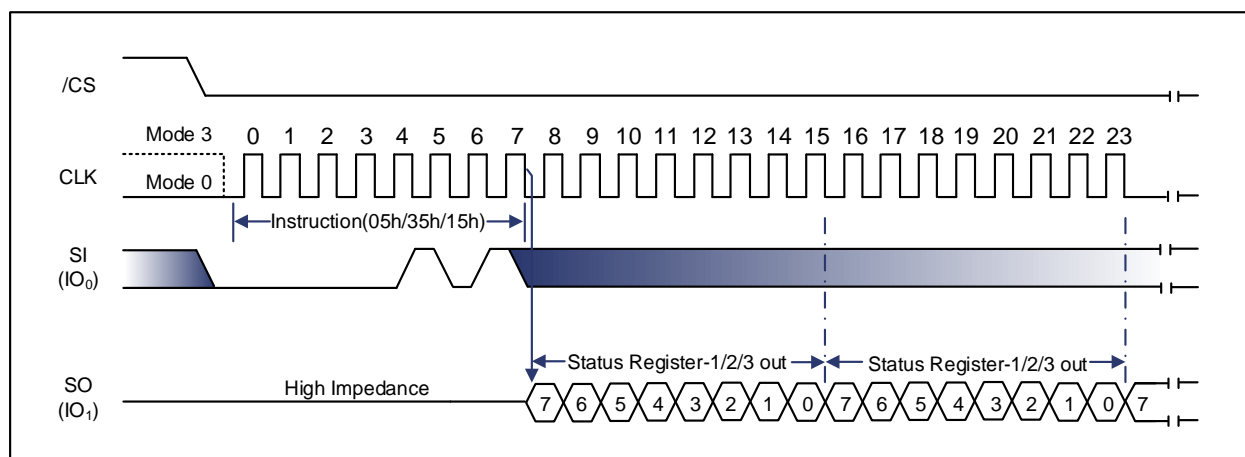 /CS
Mode 3
0 1 2 3 4 5 6 7 8 9 10 11 12 13 14 15 16 17 18 19 20 21 22 23
CLK
Mode 0
Instruction(05h/35h/15h)
SI
(IO₀)
Status Register-1/2/3 out Status Register-1/2/3 out
SO
(IO₁)
High Impedance
7 6 5 4 3 2 1 0 7 6 5 4 3 2 1 0 7